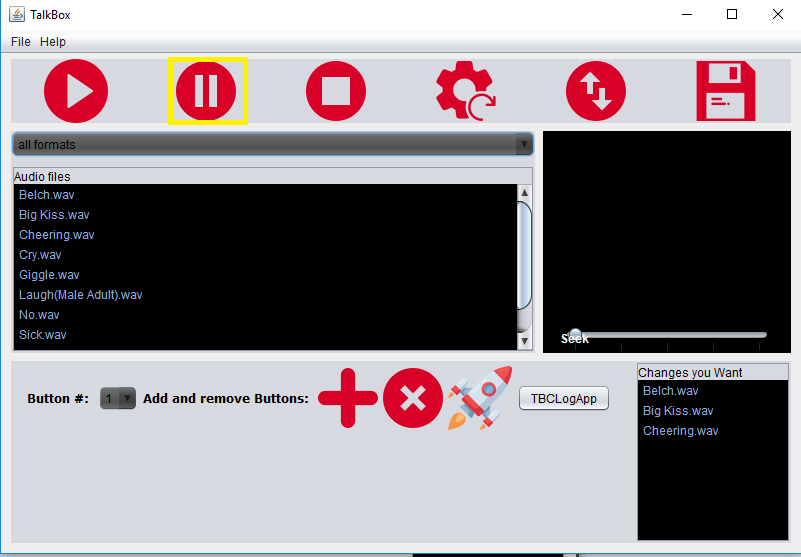 TalkBox
File Help
all formats
Audio files
Belch.wav
Big Kiss.wav
Cheering.wav
Cry.wav
Giggle.wav
Laugh(Male Adult).wav
No.wav
Sick.wav
Seek
Button #: 1 Add and remove Buttons: TBCLogApp
Changes you Want
Belch.wav
Big Kiss.wav
Cheering.wav